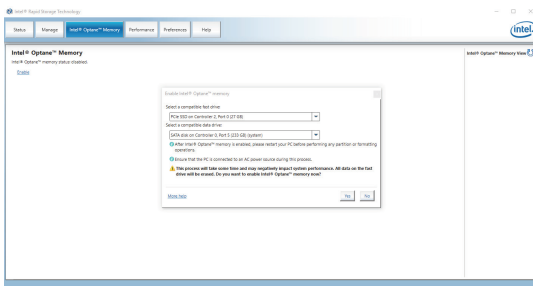 Intel® Rapid Storage Technology
Status
Manage
Intel® Optane™ Memory
Performance
Preferences
Help
intel
Intel® Optane™ Memory
Intel® Optane™ memory status disabled.
Enable
Intel® Optane™ Memory View
Enable Intel® Optane™ memory
Select a compatible fast drive:
PCIe SSD on Controller 2, Port 0 (27 GB)
Select a compatible data drive:
SATA disk on Controller 0, Port 5 (233 GB) (system)
After Intel® Optane™ memory is enabled, please restart your PC before performing any partition or formatting
operations.
Ensure that the PC is connected to an AC power source during this process.
This process will take some time and may negatively impact system performance. All data on the fast
drive will be erased. Do you want to enable Intel® Optane™ memory now?
More help
Yes